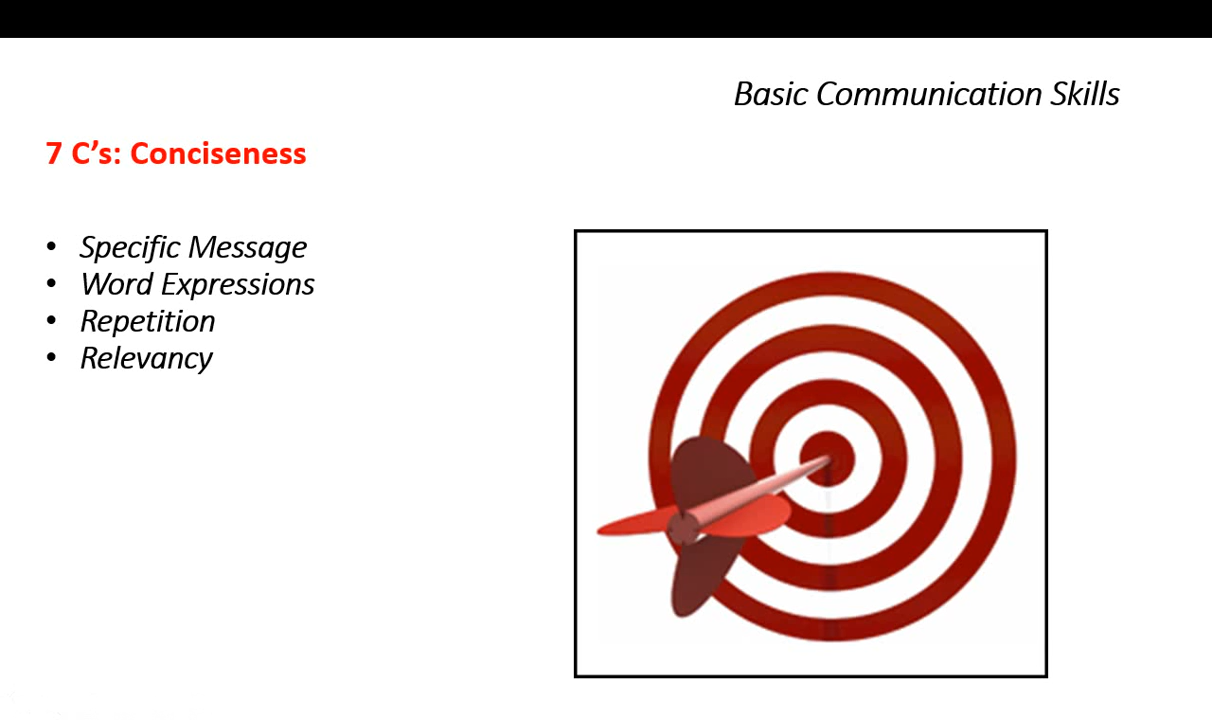 Basic Communication Skills
7 C’s: Conciseness
• Specific Message
• Word Expressions
• Repetition
• Relevancy